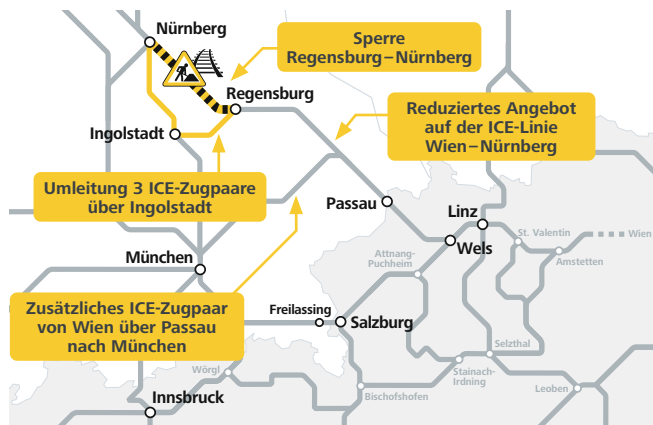 Nürnberg
Sperre
Regensburg–Nürnberg
Regensburg
Reduziertes Angebot
auf der ICE-Linie
Wien–Nürnberg
Ingolstadt
Umleitung 3 ICE-Zugpaare
über Ingolstadt
Passau
Linz
St. Valentin
Wien
Wels
Amstetten
Attnang-
Puchheim
München
Zusätzliches ICE-Zugpaar
von Wien über Passau
nach München
Freilassing
Salzburg
Selzthal
Stainach-
Irdning
Wörgl
Bischofshofen
Leoben
Innsbruck